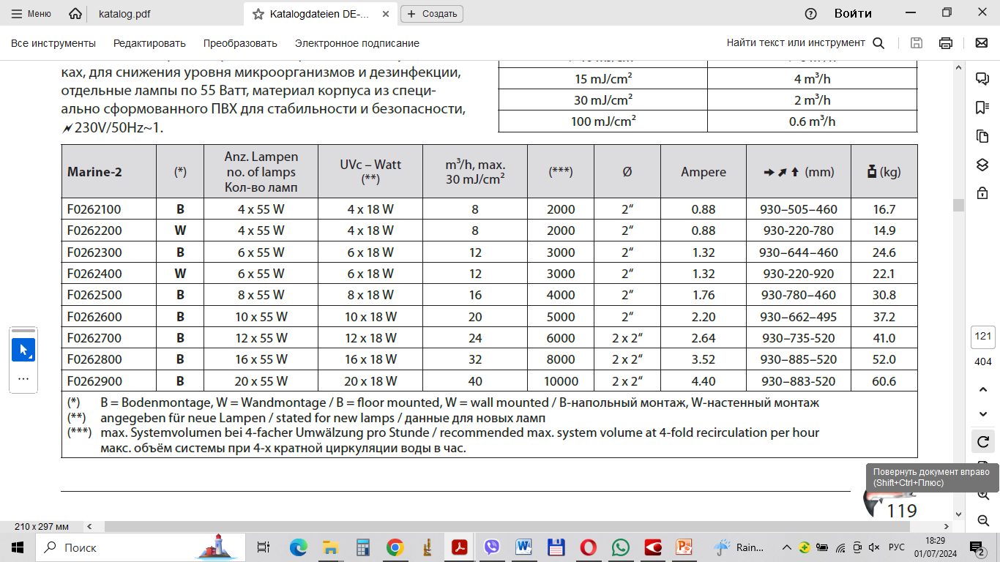 Меню
katalog.pdf
Katalogdateien DE-...
Создать
Войти
Все инструменты
Редактировать
Преобразовать
Электронное подписание
Найти текст или инструмент
ках, для снижения уровня микроорганизмов и дезинфекции,
отдельные лампы по 55 Ватт, материал корпуса из специ-
ально сформованного ПВХ для стабильности и безопасности,
230V/50Hz~1.
15 mJ/cm² 4 m³/h
30 mJ/cm² 2 m³/h
100 mJ/cm² 0.6 m³/h
Marine-2 (*) Anz. Lampen no. of lamps Кол-во ламп UVc – Watt (**) m³/h, max. 30 mJ/cm² (***) Ø Ampere (mm) (kg)
F0262100 B 4 x 55 W 4 x 18 W 8 2000 2“ 0.88 930–505–460 16.7
F0262200 W 4 x 55 W 4 x 18 W 8 2000 2“ 0.88 930-220-780 14.9
F0262300 B 6 x 55 W 6 x 18 W 12 3000 2“ 1.32 930–644–460 24.6
F0262400 W 6 x 55 W 6 x 18 W 12 3000 2“ 1.32 930-220-920 22.1
F0262500 B 8 x 55 W 8 x 18 W 16 4000 2“ 1.76 930-780–460 30.8
F0262600 B 10 x 55 W 10 x 18 W 20 5000 2“ 2.20 930–662–495 37.2
F0262700 B 12 x 55 W 12 x 18 W 24 6000 2 x 2“ 2.64 930–735-520 41.0
F0262800 B 16 x 55 W 16 x 18 W 32 8000 2 x 2“ 3.52 930–885–520 52.0
F0262900 B 20 x 55 W 20 x 18 W 40 10000 2 x 2“ 4.40 930–883-520 60.6
(*) B = Bodenmontage, W = Wandmontage / B = floor mounted, W = wall mounted / B-напольный монтаж, W-настенный монтаж
(**) angegeben für neue Lampen / stated for new lamps / данные для новых ламп
(***) max. Systemvolumen bei 4-facher Umwälzung pro Stunde / recommended max. system volume at 4-fold recirculation per hour
макс. объём системы при 4-х кратной циркуляции воды в час.
121
404
Повернуть документ вправо
(Shift+Ctrl+Плюс)
119
210 x 297 мм
Поиск
Rain...
РУС
18:29
01/07/2024
2